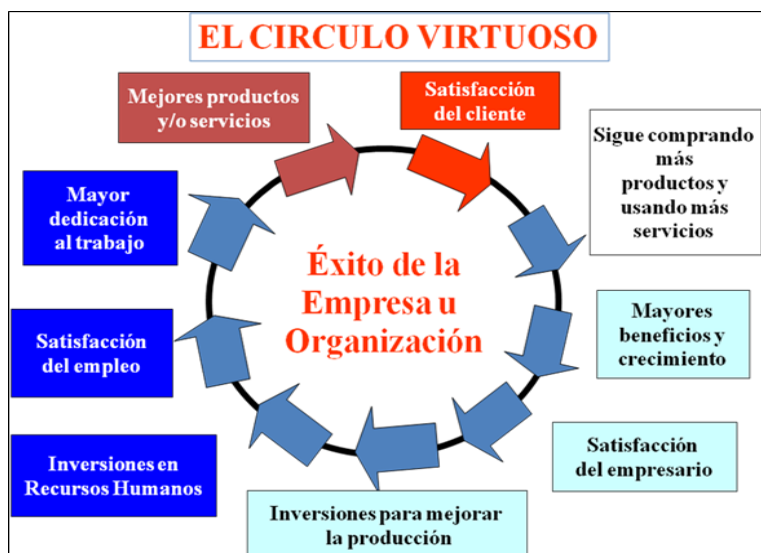 EL CIRCULO VIRTUOSO
Mejores productos
y/o servicios
Satisfacción
del cliente
Sigue comprando
más
productos y
usando más
servicios
Mayores
beneficios y
crecimiento
Satisfacción
del empresario
Inversiones para mejorar
la producción
Inversiones en
Recursos Humanos
Satisfacción
del empleo
Mayor
dedicación
al trabajo
Éxito de la
Empresa u
Organización